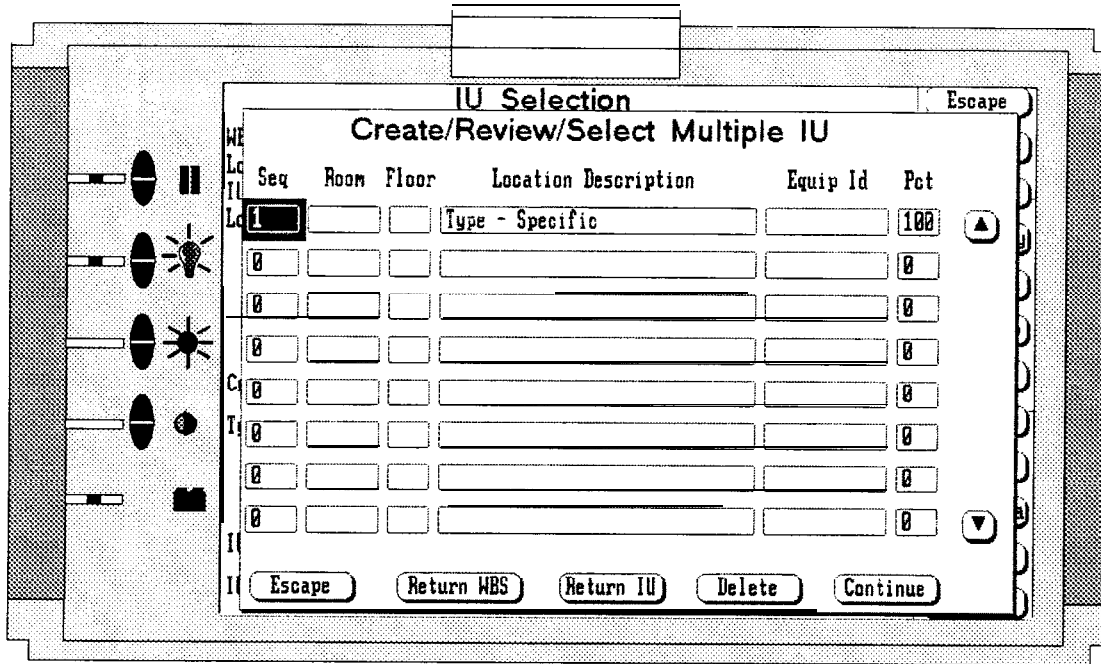 IU Selection
Escape
Create/Review/Select Multiple IU
Seq Room Floor Location Description Equip Id Pct
1 Type - Specific 100
0 0
0 0
0 0
0 0
0 0
0 0
0 0
Escape Return WBS Return IU Delete Continue